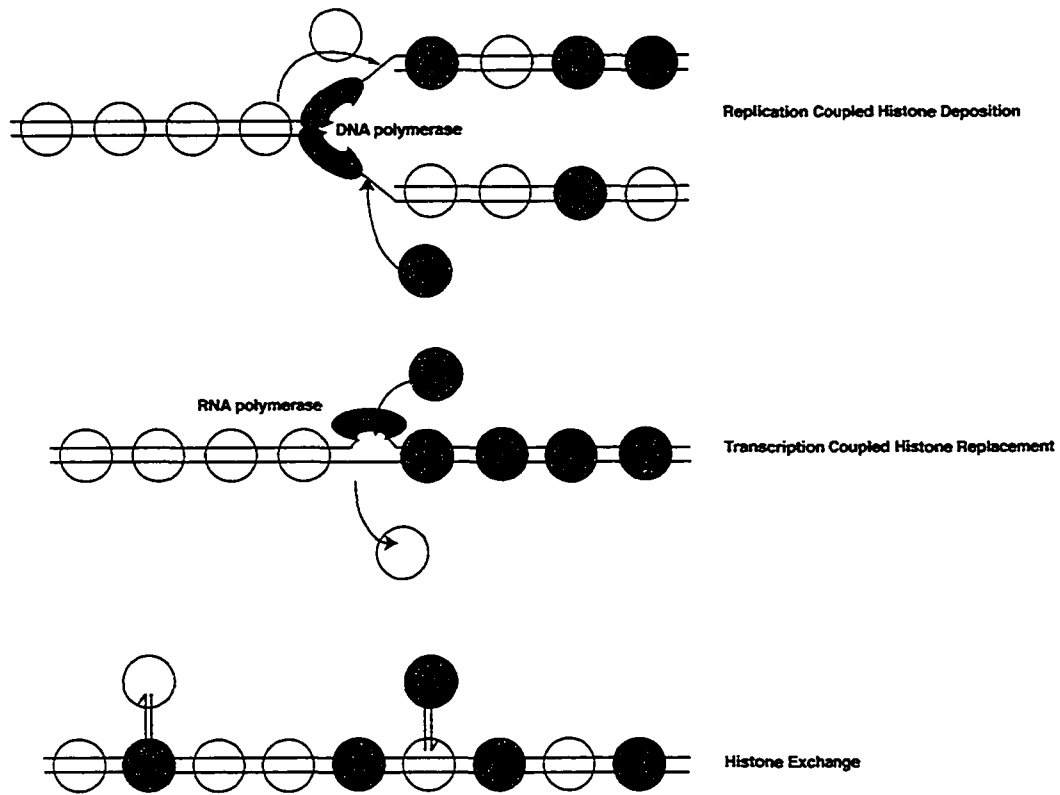 Replication Coupled Histone Deposition
DNA polymerase
RNA polymerase
Transcription Coupled Histone Replacement
Histone Exchange